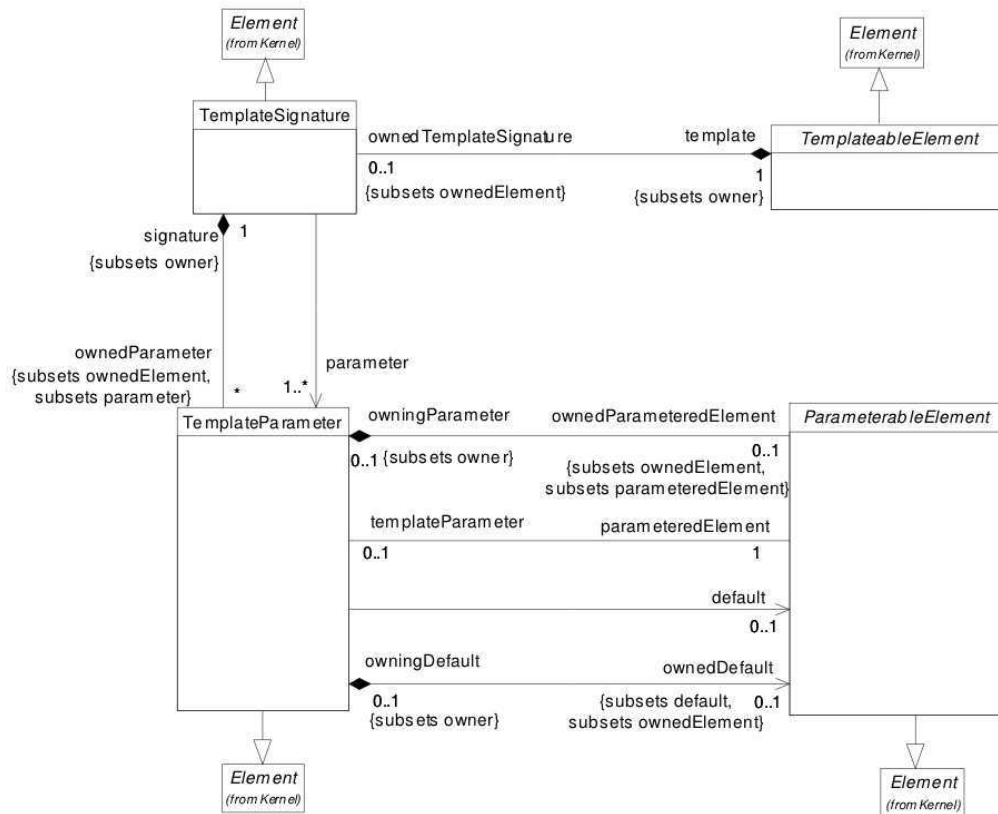 Element
(from Kernel)
Element
(from Kernel)
TemplateSignature
TemplateableElement
ownedTemplateSignature
template
0..1
1
{subsets ownedElement}
{subsets owner}
signature
1
{subsets owner}
ownedParameter
parameter
{subsets ownedElement,
subsets parameter}
*
1..*
TemplateParameter
owningParameter
ownedParameteredElement
ParameterableElement
0..1
{subsets owner}
0..1
{subsets ownedElement,
subsets parameteredElement}
templateParameter
parameteredElement
0..1
1
default
0..1
owningDefault
ownedDefault
0..1
{subsets owner}
{subsets default,
0..1
subsets ownedElement}
Element
(from Kernel)
Element
(from Kernel)